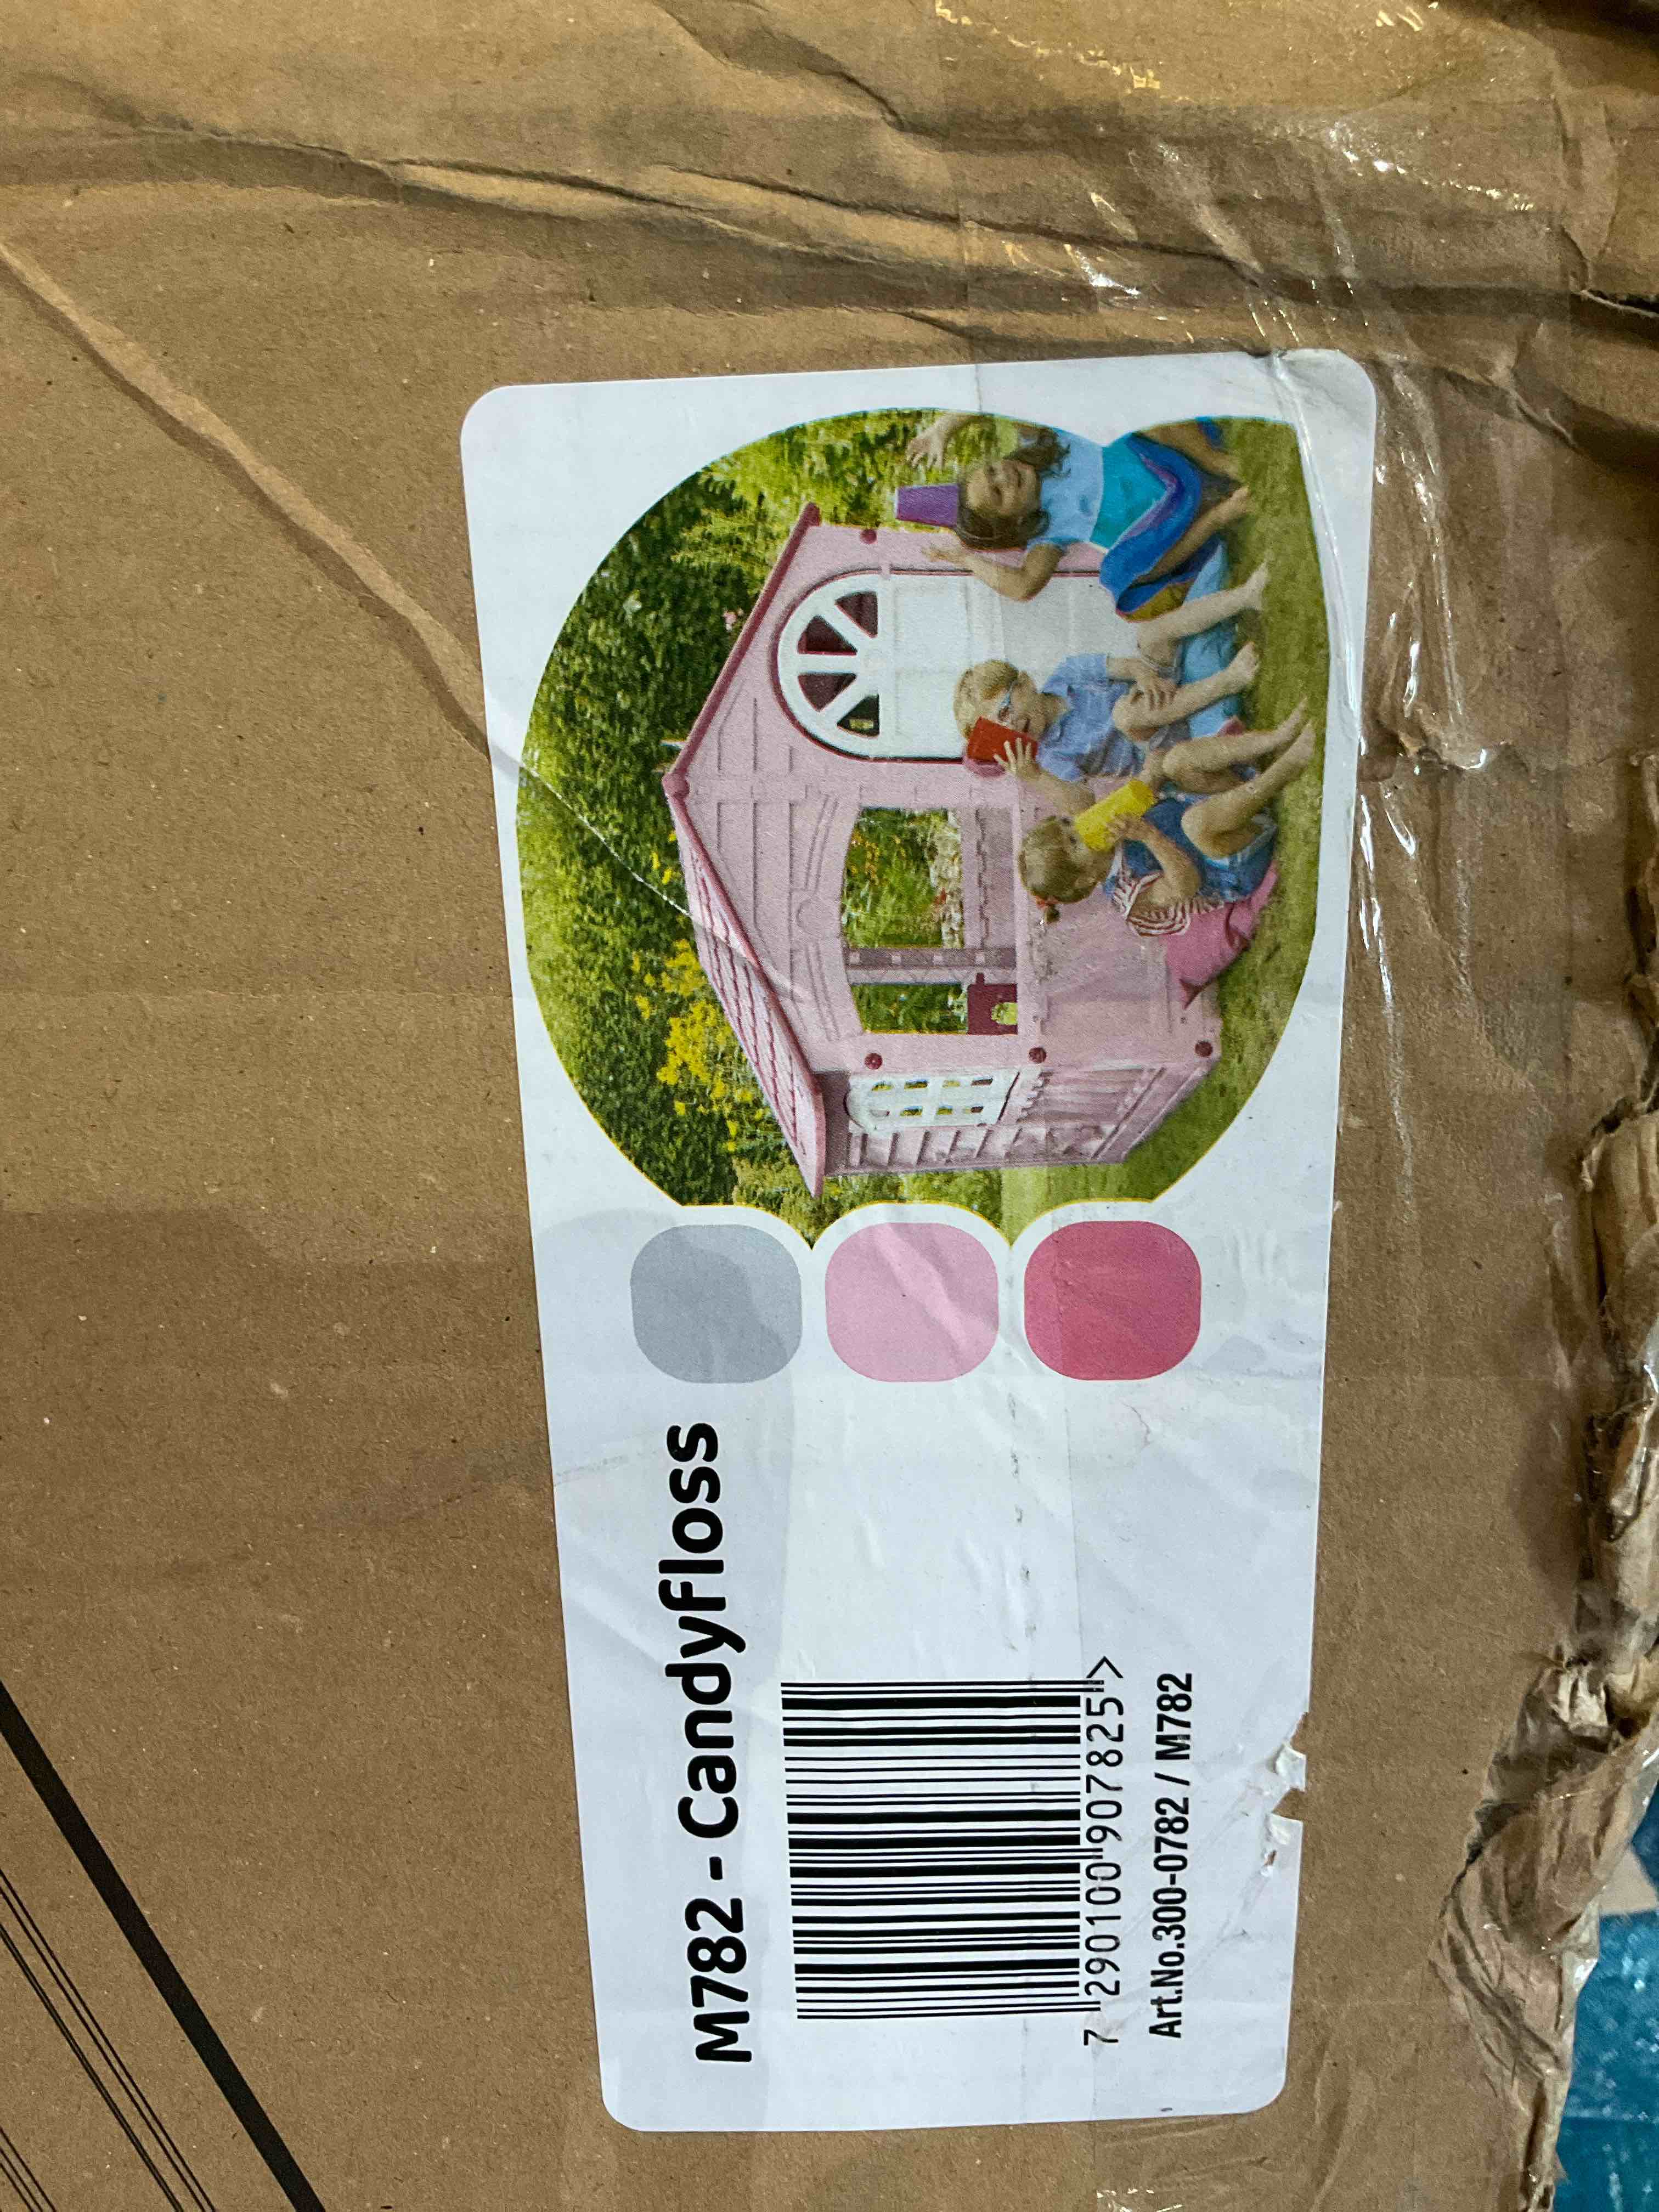 M782 - Candyfloss
7 290100 907825 >
Art.No.300-0782 / M782